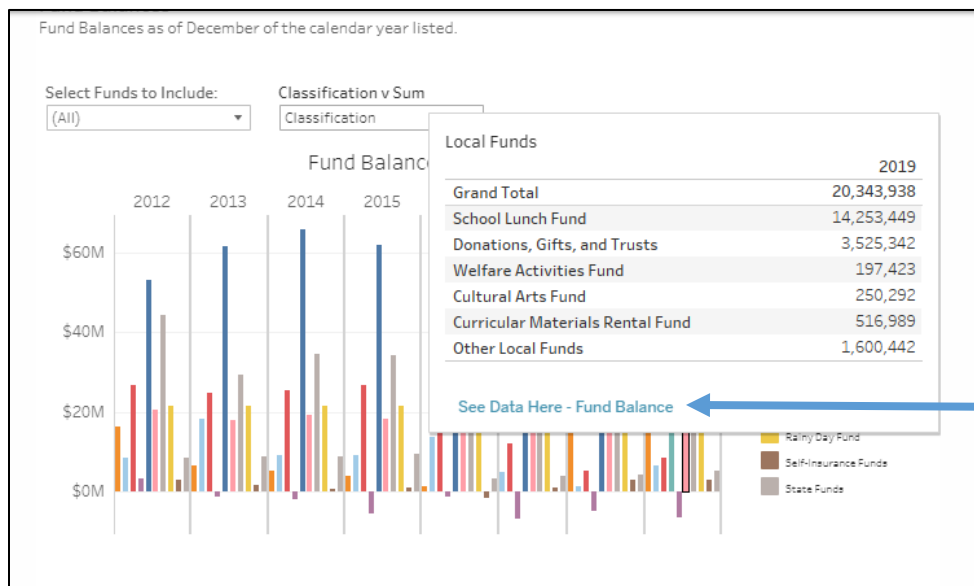 Fund Balances as of December of the calendar year listed.
Select Funds to Include:
Classification v Sum
(All)
Classification
Local Funds
2019
Grand Total 20,343,938
School Lunch Fund 14,253,449
Donations, Gifts, and Trusts 3,525,342
Welfare Activities Fund 197,423
Cultural Arts Fund 250,292
Curricular Materials Rental Fund 516,989
Other Local Funds 1,600,442
See Data Here - Fund Balance
Fund Balanc
2012 2013 2014 2015
$60M
$40M
$20M
$0M
Rainy Day Fund
Self-Insurance Funds
State Funds